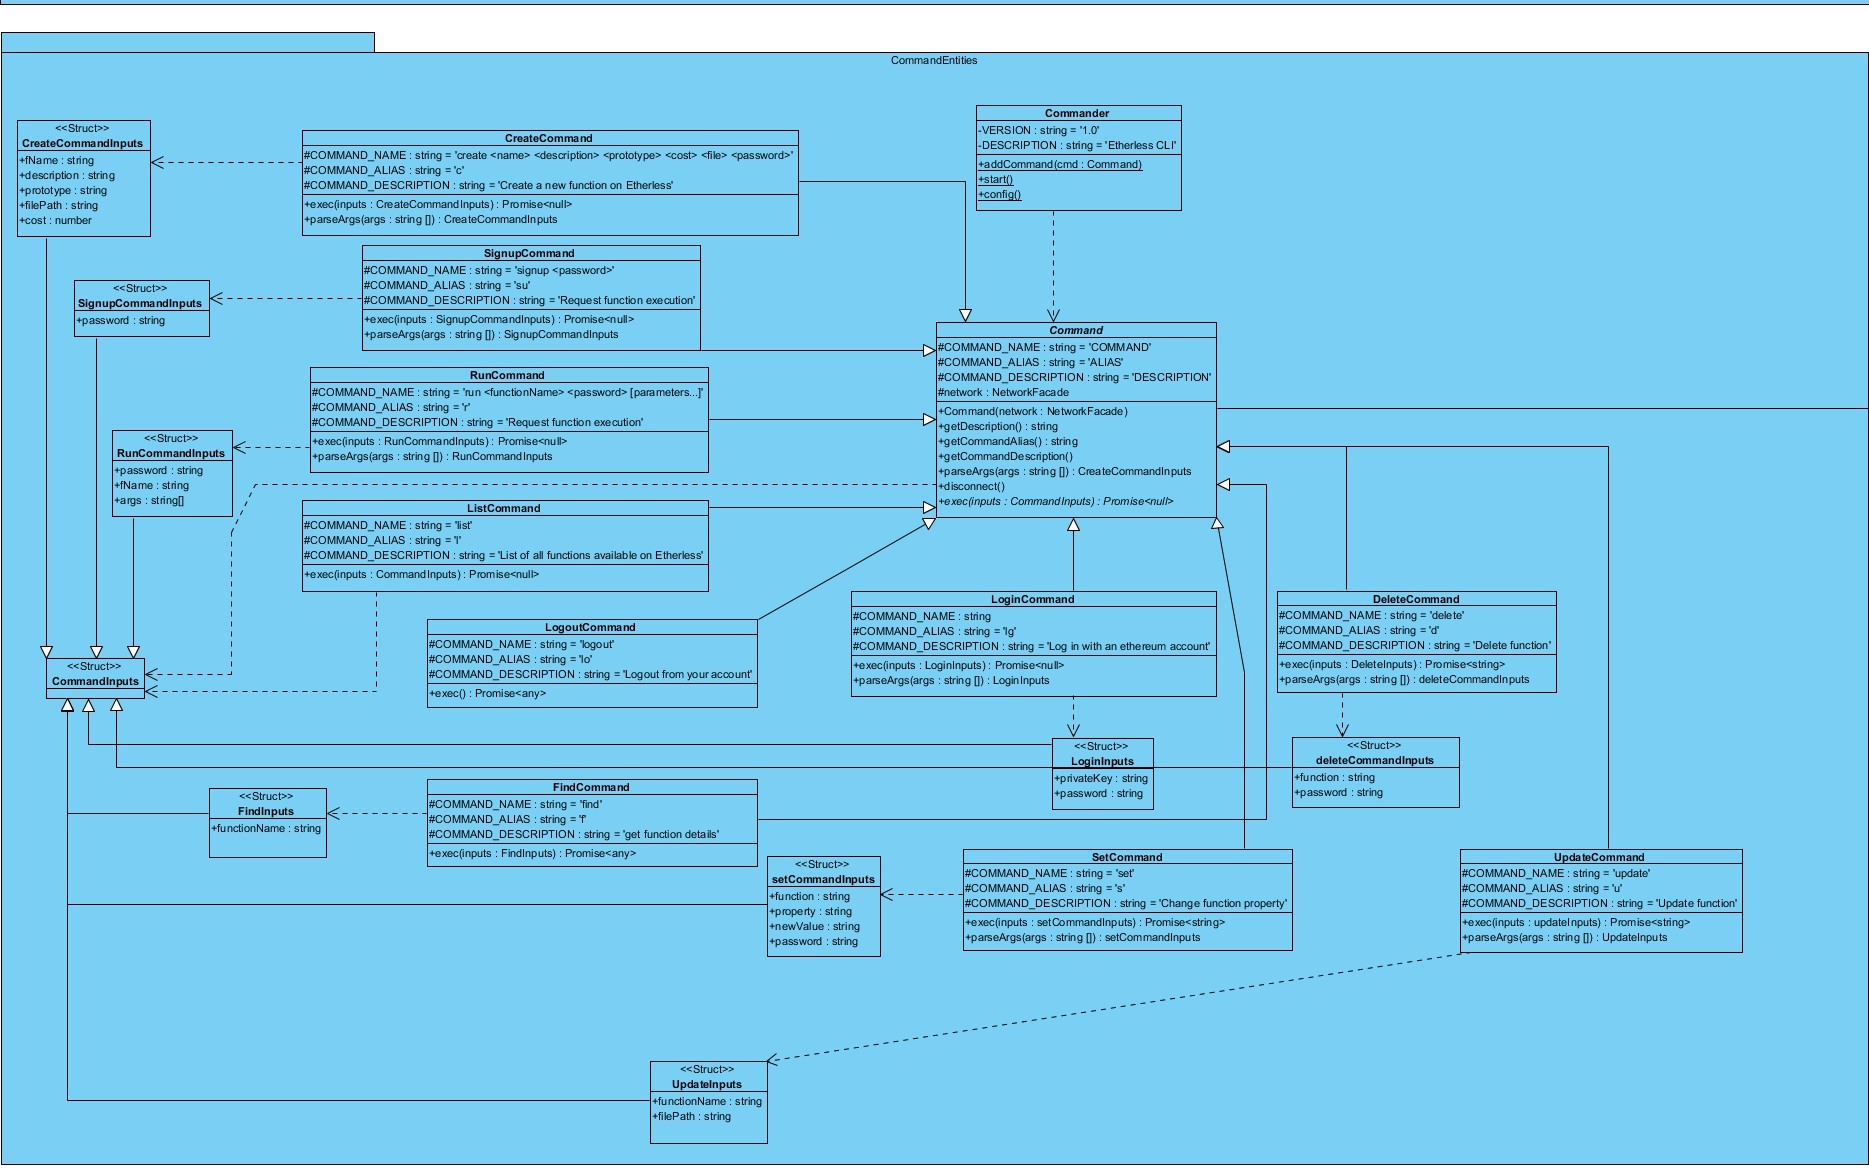 CommandEntities
<<Struct>>
CreateCommandInputs
+fName : string
+description : string
+prototype : string
+filePath : string
+cost : number
CreateCommand
#COMMAND_NAME : string = 'create <name> <description> <prototype> <cost> <file> <password>'
#COMMAND_ALIAS : string = 'c'
#COMMAND_DESCRIPTION : string = 'Create a new function on Etherless'
+exec(inputs : CreateCommandInputs) : Promise<null>
+parseArgs(args : string []) : CreateCommandInputs
Commander
-VERSION : string = '1.0'
-DESCRIPTION : string = 'Etherless CLI'
+addCommand(cmd : Command)
+start()
+config()
<<Struct>>
SignupCommandInputs
+password : string
SignupCommand
#COMMAND_NAME : string = 'signup <password>'
#COMMAND_ALIAS : string = 'su'
#COMMAND_DESCRIPTION : string = 'Request function execution'
+exec(inputs : SignupCommandInputs) : Promise<null>
+parseArgs(args : string []) : SignupCommandInputs
Command
#COMMAND_NAME : string = 'COMMAND'
#COMMAND_ALIAS : string = 'ALIAS'
#COMMAND_DESCRIPTION : string = 'DESCRIPTION'
#network : NetworkFacade
+Command(network : NetworkFacade)
+getDescription() : string
+getCommandAlias() : string
+getCommandDescription()
+parseArgs(args : string []) : CreateCommandInputs
+disconnect()
+exec(inputs : CommandInputs) : Promise<null>
RunCommand
#COMMAND_NAME : string = 'run <functionName> <password> [parameters...]'
#COMMAND_ALIAS : string = 'r'
#COMMAND_DESCRIPTION : string = 'Request function execution'
+exec(inputs : RunCommandInputs) : Promise<null>
+parseArgs(args : string []) : RunCommandInputs
<<Struct>>
RunCommandInputs
+password : string
+fName : string
+args : string[]
ListCommand
#COMMAND_NAME : string = 'list'
#COMMAND_ALIAS : string = 'l'
#COMMAND_DESCRIPTION : string = 'List of all functions available on Etherless'
+exec(inputs : CommandInputs) : Promise<null>
<<Struct>>
CommandInputs
LogoutCommand
#COMMAND_NAME : string = 'logout'
#COMMAND_ALIAS : string = 'lo'
#COMMAND_DESCRIPTION : string = 'Logout from your account'
+exec() : Promise<any>
LoginCommand
#COMMAND_NAME : string
#COMMAND_ALIAS : string = 'lg'
#COMMAND_DESCRIPTION : string = 'Log in with an ethereum account'
+exec(inputs : LoginInputs) : Promise<null>
+parseArgs(args : string []) : LoginInputs
DeleteCommand
#COMMAND_NAME : string = 'delete'
#COMMAND_ALIAS : string = 'd'
#COMMAND_DESCRIPTION : string = 'Delete function'
+exec(inputs : DeleteInputs) : Promise<string>
+parseArgs(args : string []) : deleteCommandInputs
<<Struct>>
LoginInputs
+privateKey : string
+password : string
<<Struct>>
deleteCommandInputs
+function : string
+password : string
<<Struct>>
FindInputs
+functionName : string
FindCommand
#COMMAND_NAME : string = 'find'
#COMMAND_ALIAS : string = 'f'
#COMMAND_DESCRIPTION : string = 'get function details'
+exec(inputs : FindInputs) : Promise<any>
<<Struct>>
setCommandInputs
+function : string
+property : string
+newValue : string
+password : string
SetCommand
#COMMAND_NAME : string = 'set'
#COMMAND_ALIAS : string = 's'
#COMMAND_DESCRIPTION : string = 'Change function property'
+exec(inputs : setCommandInputs) : Promise<string>
+parseArgs(args : string []) : setCommandInputs
UpdateCommand
#COMMAND_NAME : string = 'update'
#COMMAND_ALIAS : string = 'u'
#COMMAND_DESCRIPTION : string = 'Update function'
+exec(inputs : updateInputs) : Promise<string>
+parseArgs(args : string []) : UpdateInputs
<<Struct>>
UpdateInputs
+functionName : string
+filePath : string